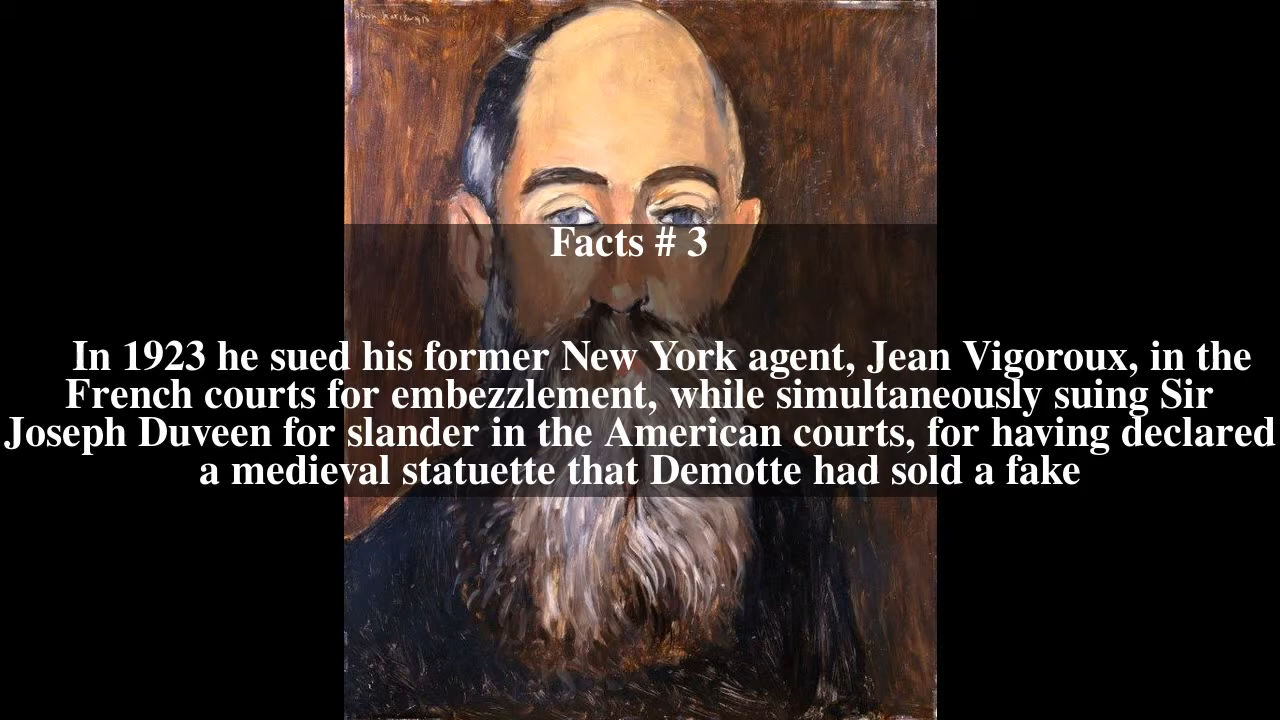 Facts # 3
In 1923 he sued his former New York agent, Jean Vigoroux, in the
French courts for embezzlement, while simultaneously suing Sir
Joseph Duveen for slander in the American courts, for having declared
a medieval statuette that Demotte had sold a fake